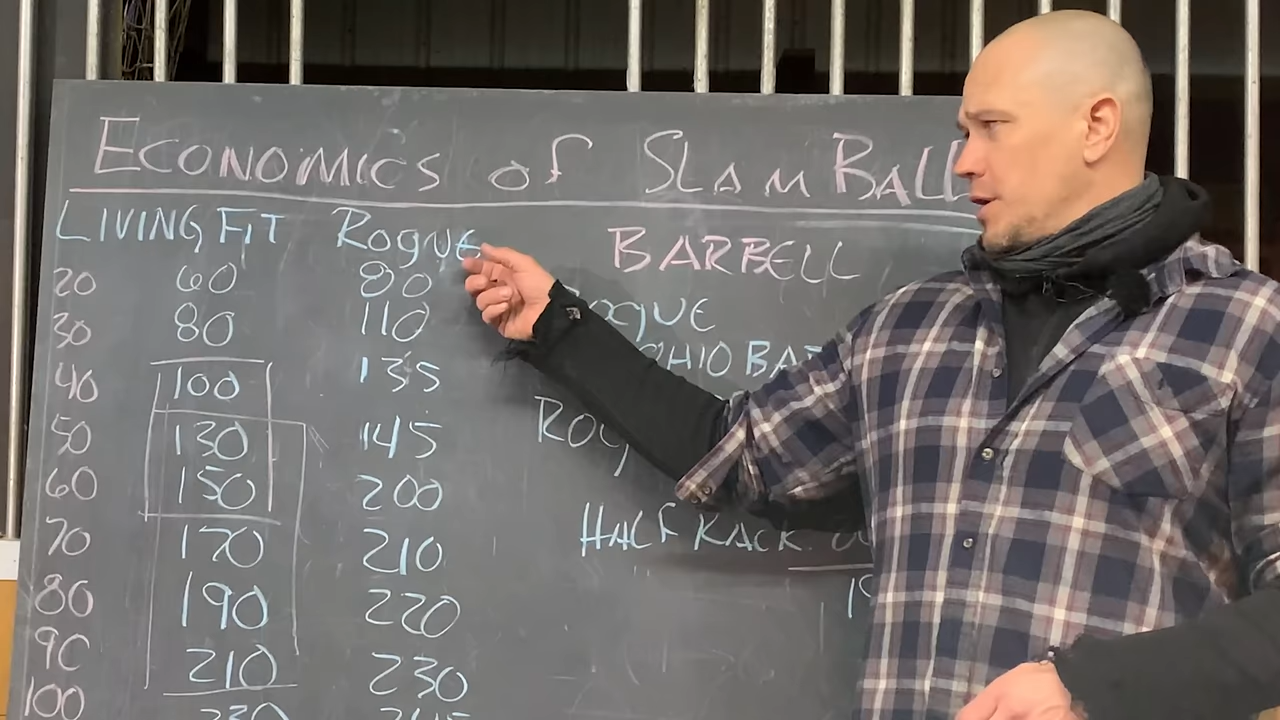 ECONOMICS OF SLAM BALL
LIVING FIT ROGUE
20 60 80
30 80 110
40 100 135
50 130 145
60 150 200
70 170 210
80 190 220
90 210 230
100 230
BARBELL
ROGUE
OHIO BAR
HALF RACK